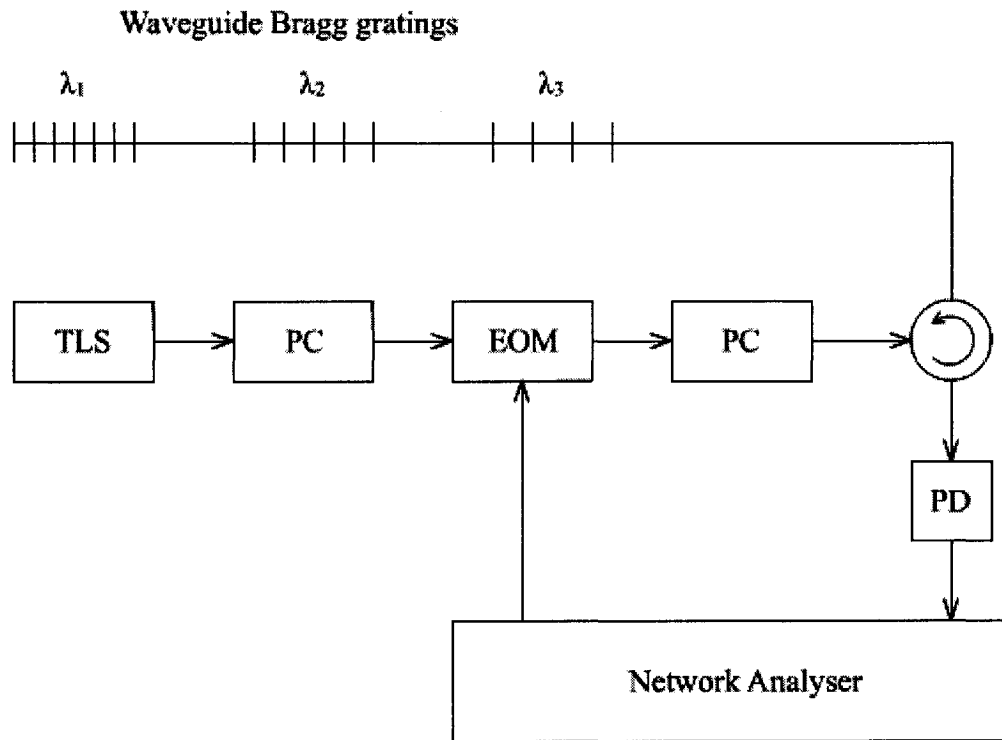 Waveguide Bragg gratings
λ₁ λ₂ λ₃
TLS PC EOM PC
PD
Network Analyser